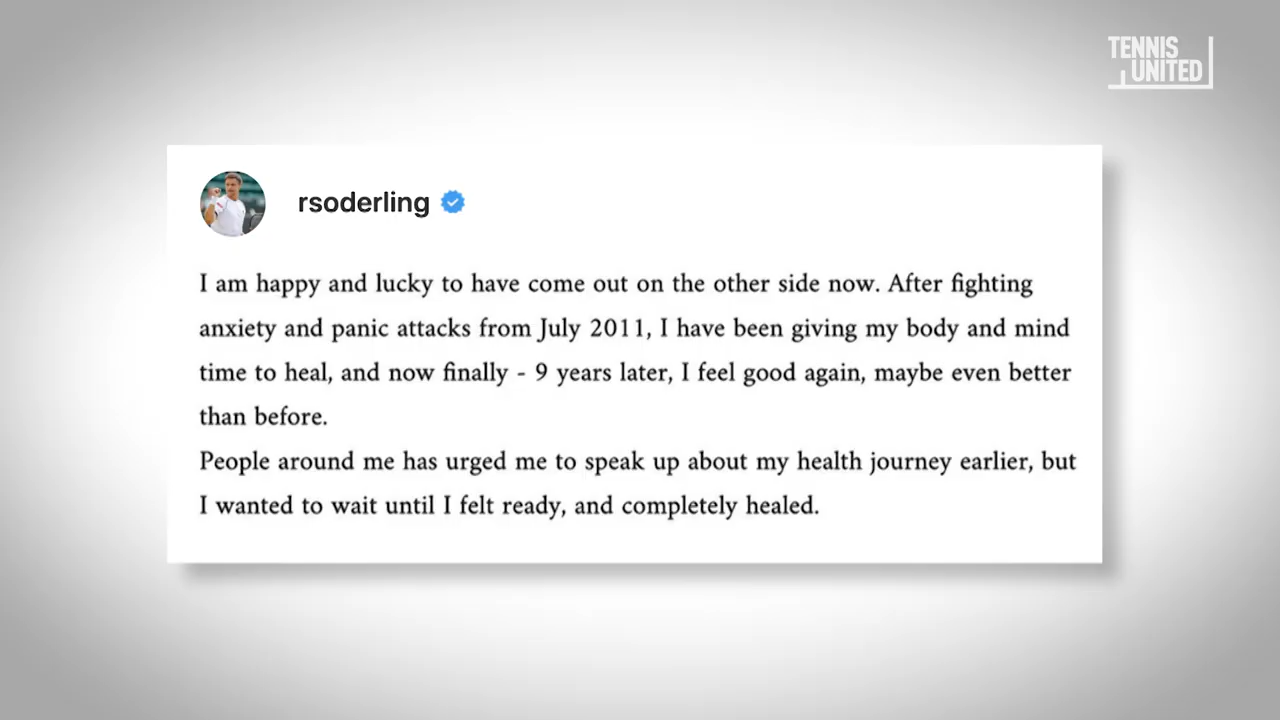 TENNIS
UNITED
rsoderling
I am happy and lucky to have come out on the other side now. After fighting
anxiety and panic attacks from July 2011, I have been giving my body and mind
time to heal, and now finally - 9 years later, I feel good again, maybe even better
than before.
People around me has urged me to speak up about my health journey earlier, but
I wanted to wait until I felt ready, and completely healed.